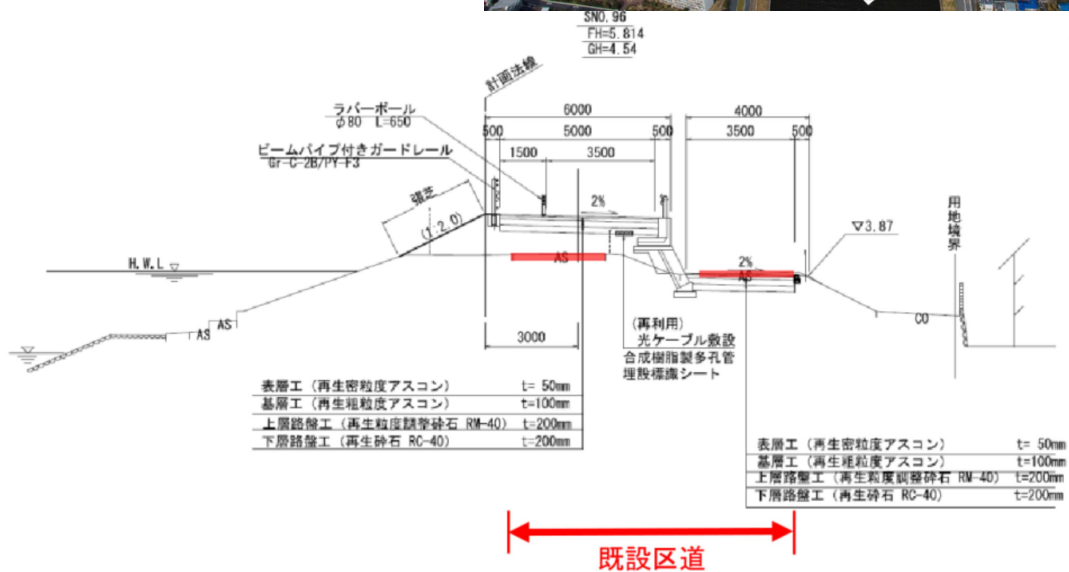 SNO.96
FH=5.814
GH=4.54
計画法線
ラバーポール
φ80 L=650
ビームパイプ付きガードレール
Gr-C-2B/PY-F3
6000
500 5000 500
1500 3500
4000
3500 500
張芝
(1:2.0)
2%
H.W.L
AS
AS
AS
2%
AS
▽3.87
用地境界
CO
3000
(再利用)
光ケーブル敷設
合成樹脂製多孔管
埋設標識シート
表層工(再生密粒度アスコン) t= 50mm
基層工(再生粗粒度アスコン) t=100mm
上層路盤工(再生粒度調整砕石 RM-40) t=200mm
下層路盤工(再生砕石 RC-40) t=200mm
表層工(再生密粒度アスコン) t= 50mm
基層工(再生粗粒度アスコン) t=100mm
上層路盤工(再生粒度調整砕石 RM-40) t=200mm
下層路盤工(再生砕石 RC-40) t=200mm
既設区道